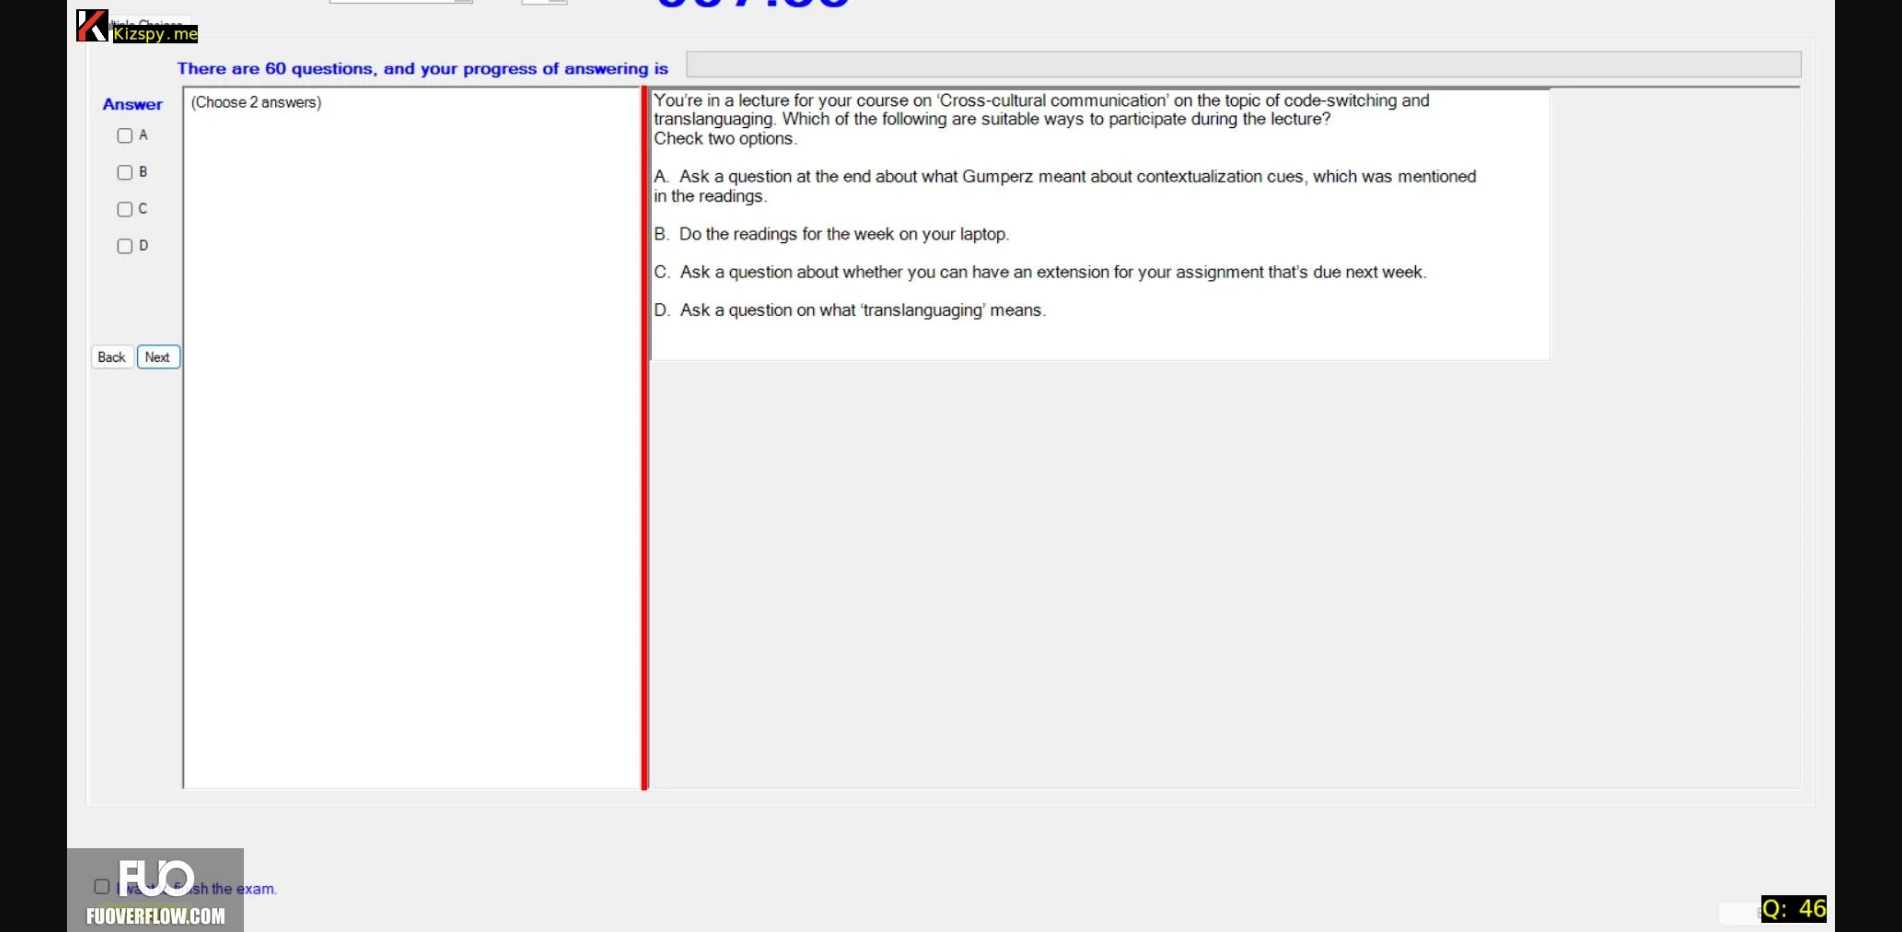 Kizspy.me
There are 60 questions, and your progress of answering is
Answer
(Choose 2 answers)
A
B
C
D
Back
Next
You're in a lecture for your course on ‘Cross-cultural communication’ on the topic of code-switching and
translanguaging. Which of the following are suitable ways to participate during the lecture?
Check two options.
A. Ask a question at the end about what Gumperz meant about contextualization cues, which was mentioned
in the readings.
B. Do the readings for the week on your laptop.
C. Ask a question about whether you can have an extension for your assignment that's due next week.
D. Ask a question on what ‘translanguaging’ means.
FUO
the exam.
FUOVERFLOW.COM
Q: 46